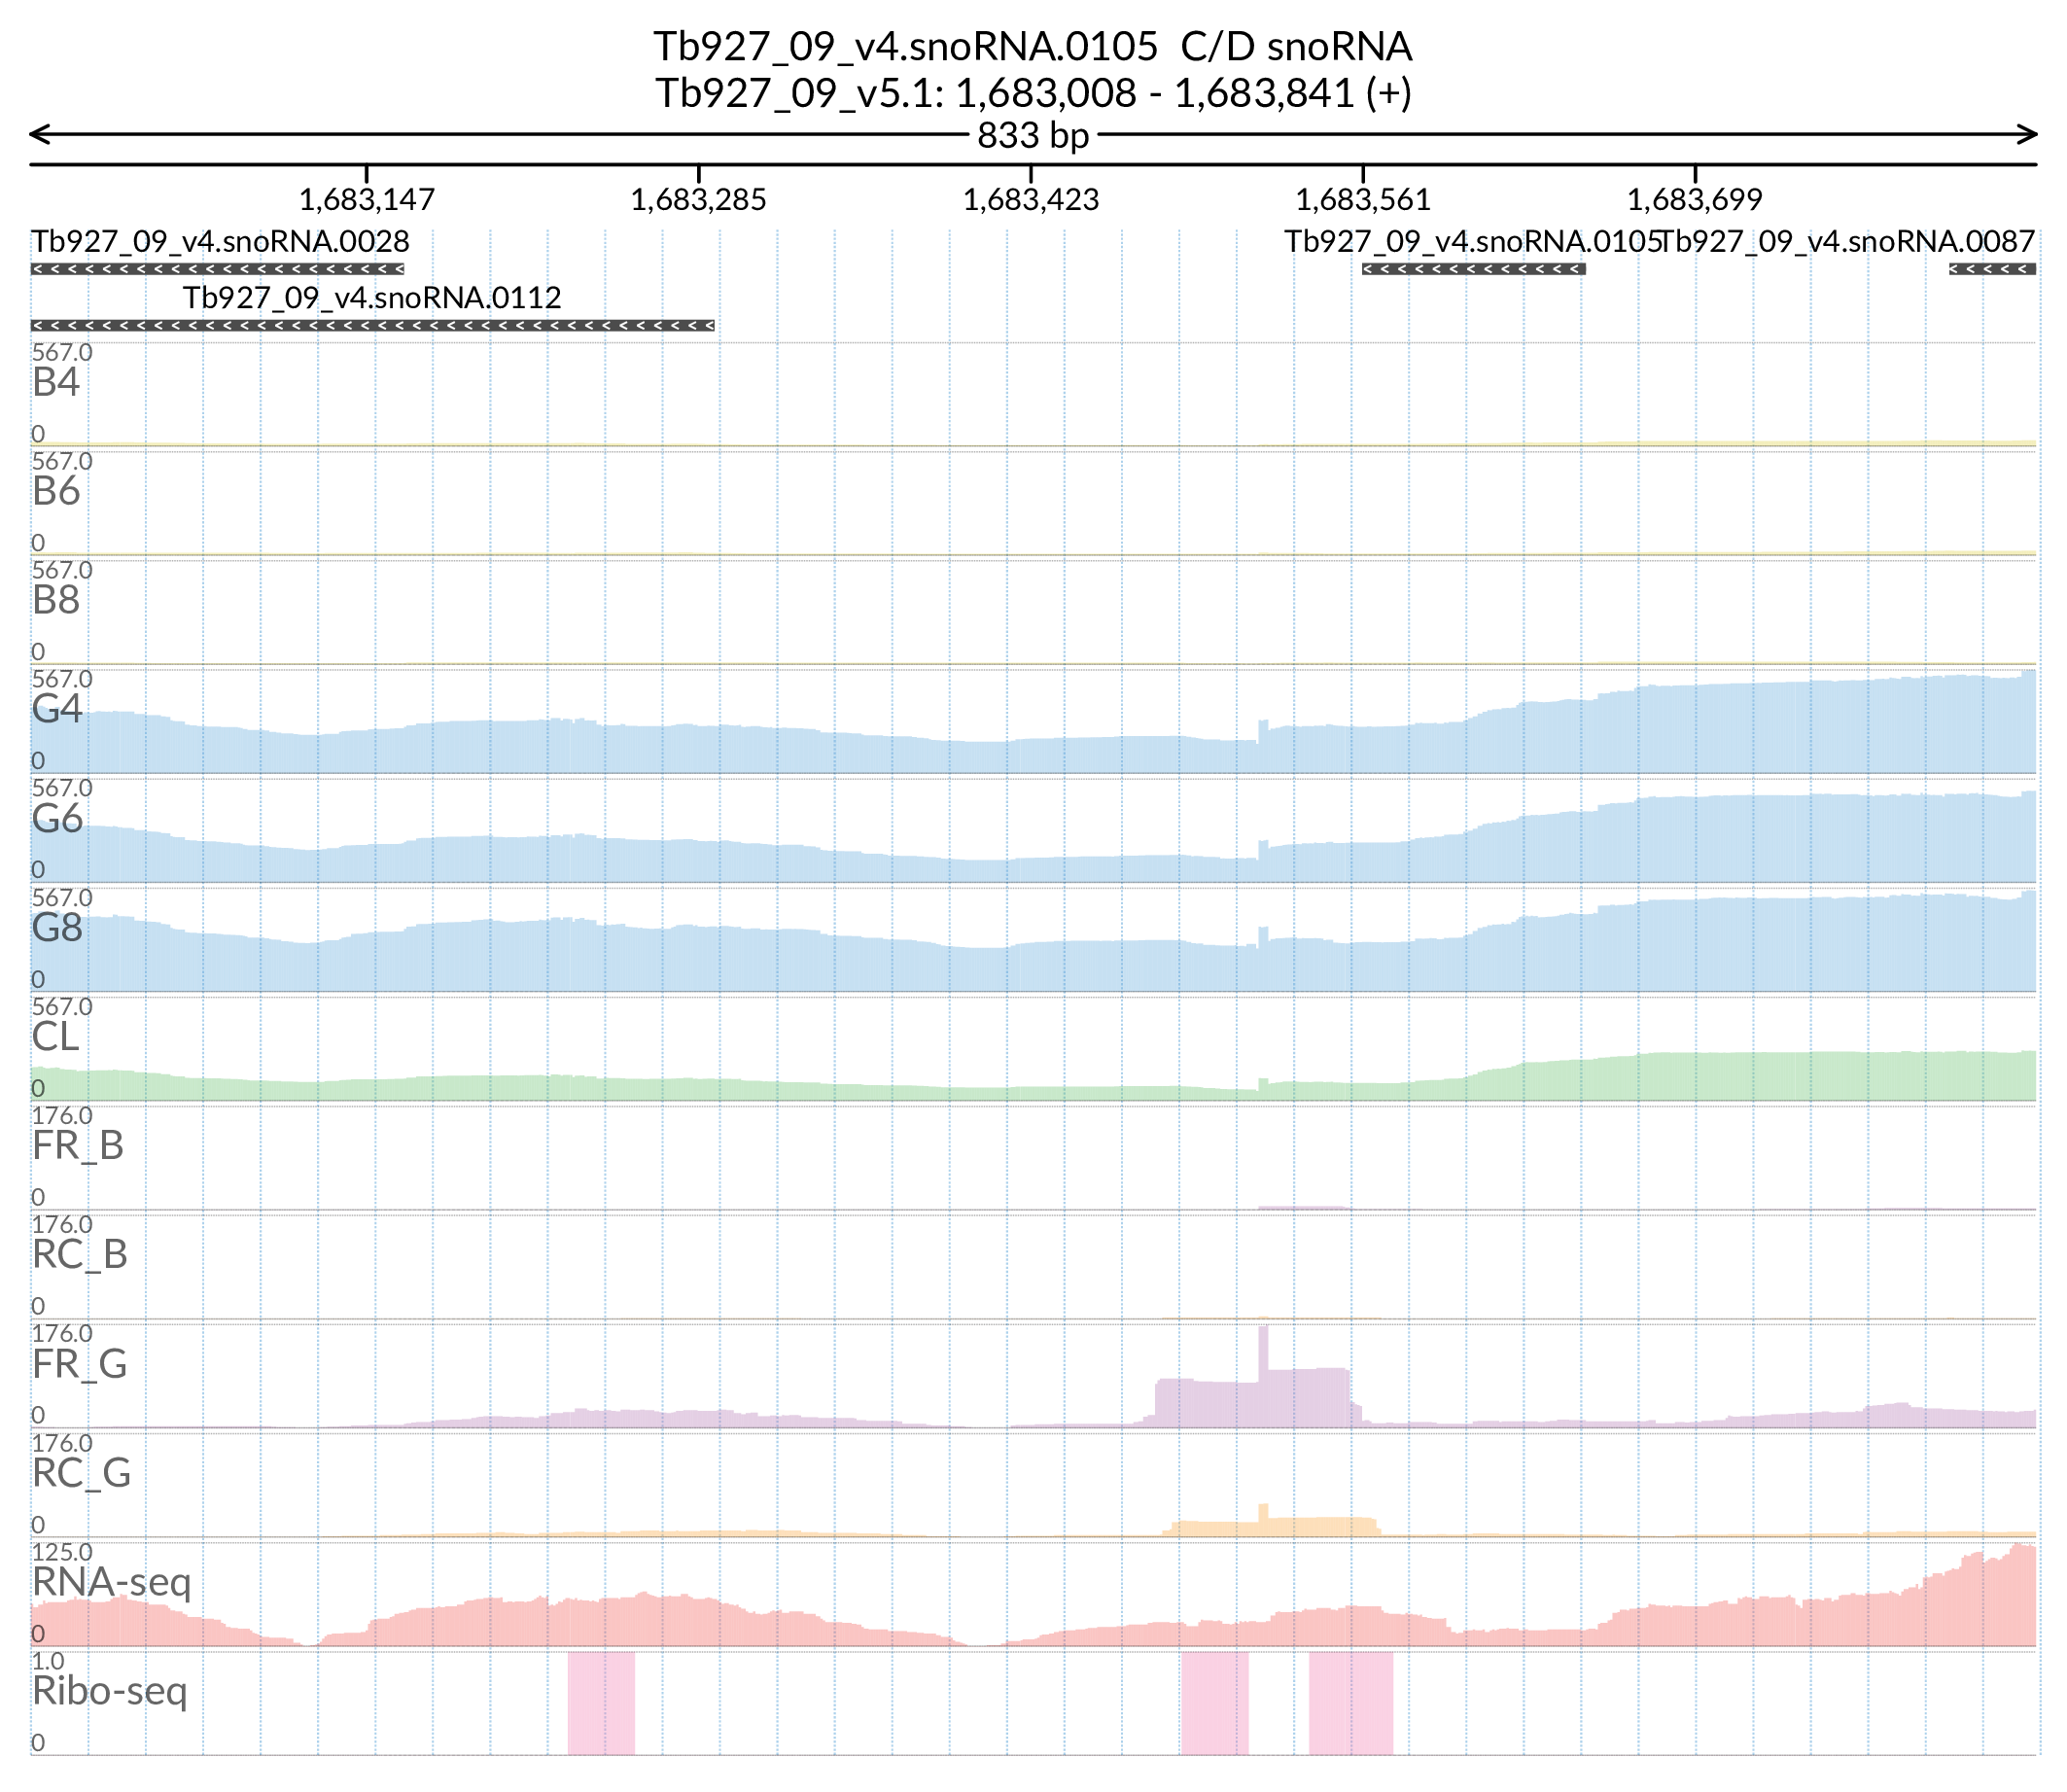 Tb927_09_v4.snoRNA.0105 C/D snoRNA
Tb927_09_v5.1: 1,683,008 - 1,683,841 (+)
833 bp
1,683,147 1,683,285 1,683,423 1,683,561 1,683,699
Tb927_09_v4.snoRNA.0028 Tb927_09_v4.snoRNA.0105 Tb927_09_v4.snoRNA.0087
Tb927_09_v4.snoRNA.0112
567.0
B4
0
567.0
B6
0
567.0
B8
0
567.0
G4
0
567.0
G6
0
567.0
G8
0
567.0
CL
0
176.0
FR_B
0
176.0
RC_B
0
176.0
FR_G
0
176.0
RC_G
0
125.0
RNA-seq
0
1.0
Ribo-seq
0